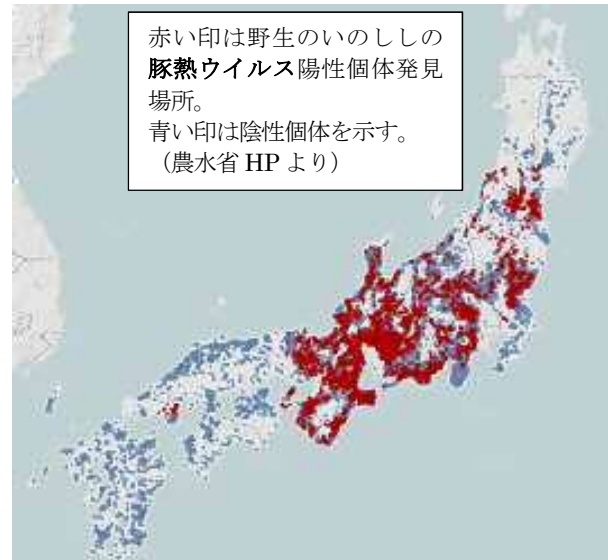 赤い印は野生のいのししの
豚熱ウイルス陽性個体発見
場所。
青い印は陰性個体を示す。
（農水省 HP より）